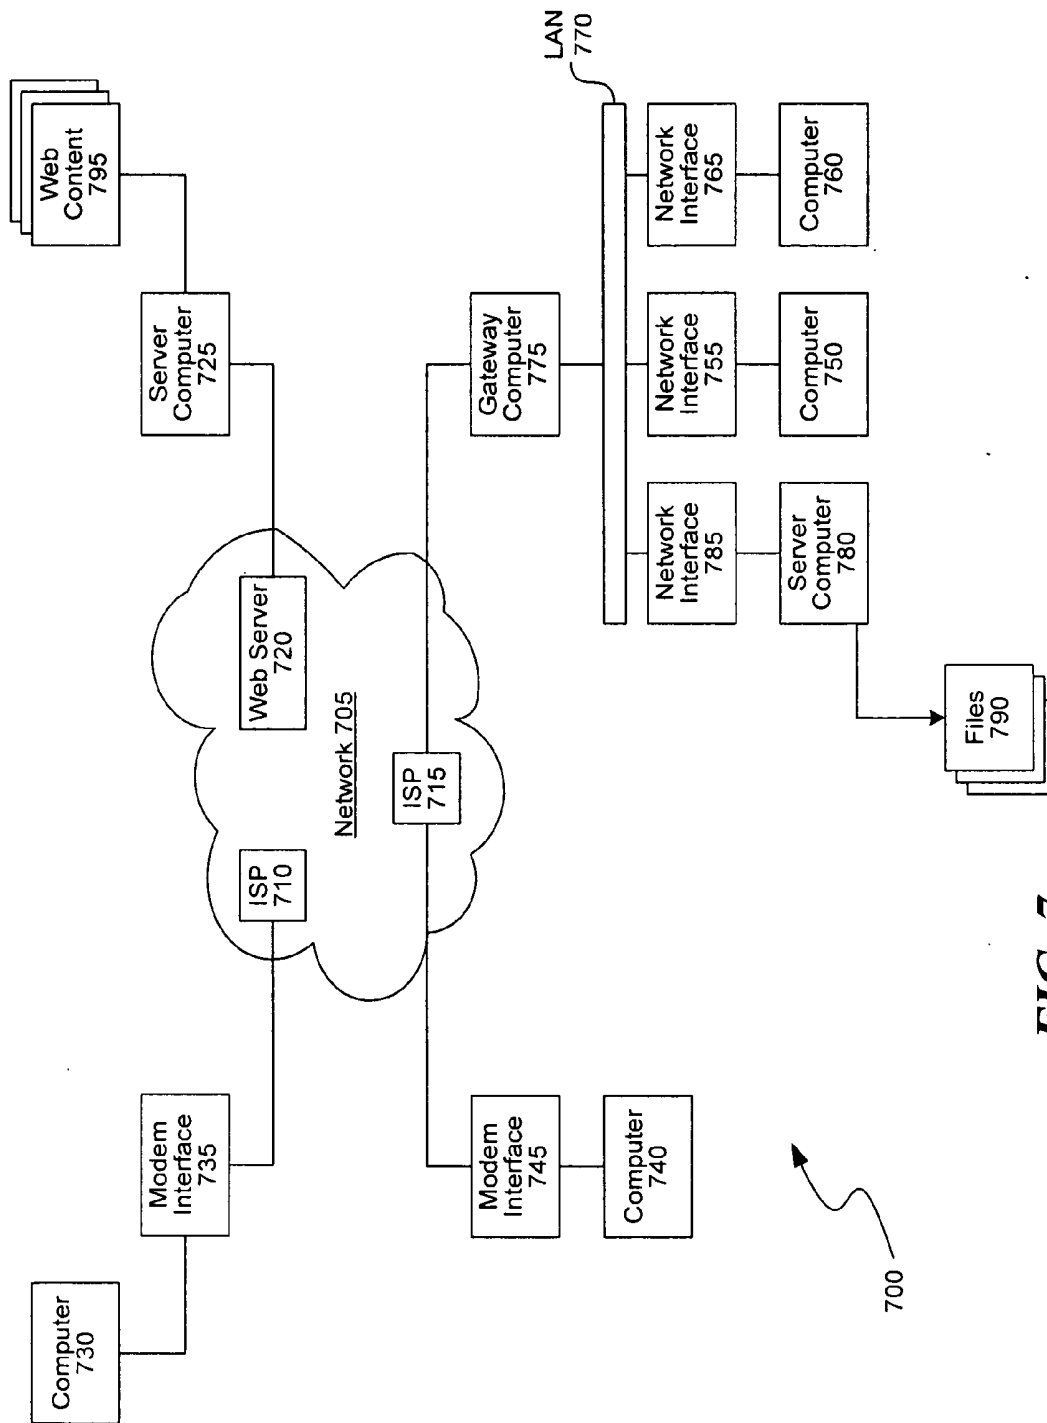 Computer
730
Modem
Interface
735
ISP
710
Web Server
720
Server
Computer
725
Web
Content
795
Network 705
ISP
715
Modem
Interface
745
Computer
740
Gateway
Computer
775
LAN
770
Network
Interface
785
Network
Interface
755
Network
Interface
765
Server
Computer
780
Computer
750
Computer
760
Files
790
700
FIG. 7